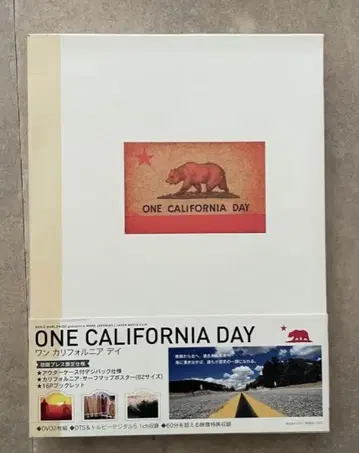 ONE CALIFORNIA DAY
ONE CALIFORNIA DAY
ワン カリフォルニア デイ
初回プレス限定仕様
★アウターケース付デジパック仕様
★カリフォルニア・サーフマップポスター(B2サイズ)
★16Pブックレット
◆DVD2枚組 ◆DTS&ドルビーデジタル5.1ch収録 ◆60分を超える映像特典収録